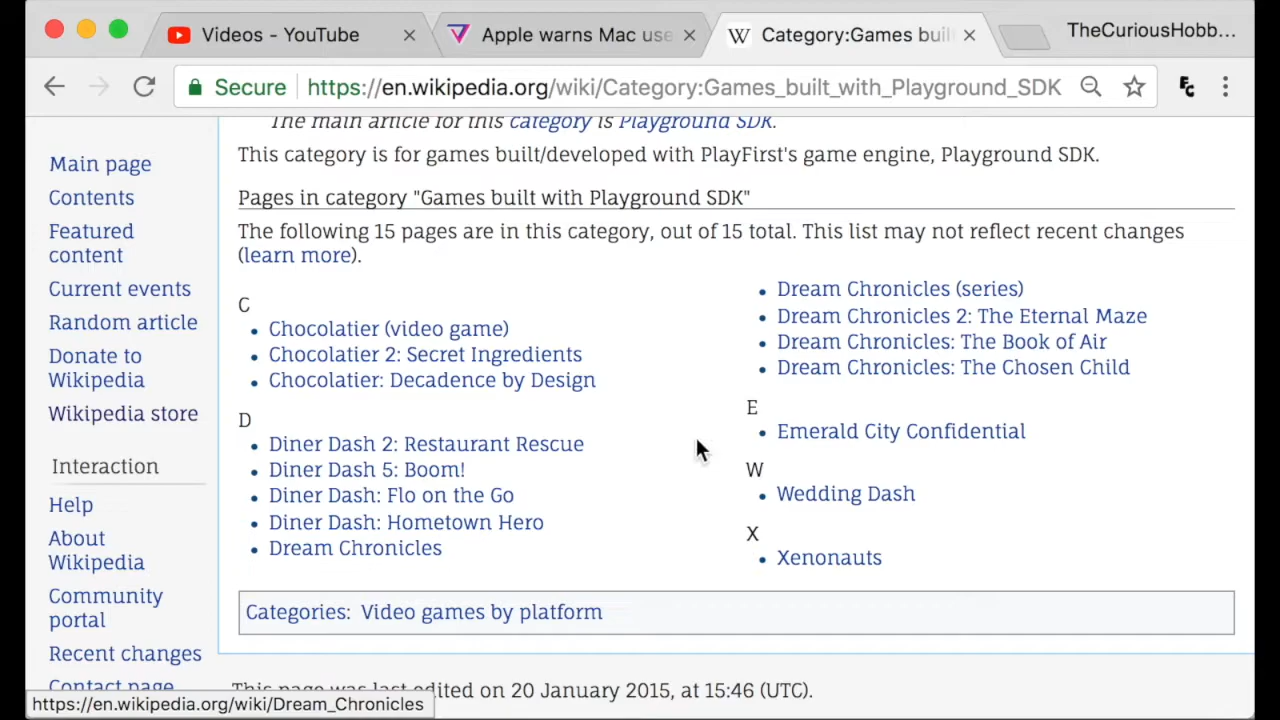 Videos - YouTube
Apple warns Mac use
Category:Games buil
TheCuriousHobb...
Secure
https://en.wikipedia.org/wiki/Category:Games_built_with_Playground_SDK
The main article for this category is Playground SDK.
This category is for games built/developed with PlayFirst's game engine, Playground SDK.
Pages in category "Games built with Playground SDK"
The following 15 pages are in this category, out of 15 total. This list may not reflect recent changes
(learn more).
C
Chocolatier (video game)
Chocolatier 2: Secret Ingredients
Chocolatier: Decadence by Design
D
Diner Dash 2: Restaurant Rescue
Diner Dash 5: Boom!
Diner Dash: Flo on the Go
Diner Dash: Hometown Hero
Dream Chronicles
Dream Chronicles (series)
Dream Chronicles 2: The Eternal Maze
Dream Chronicles: The Book of Air
Dream Chronicles: The Chosen Child
E
Emerald City Confidential
W
Wedding Dash
X
Xenonauts
Categories: Video games by platform
This page was last edited on 20 January 2015, at 15:46 (UTC).
Main page
Contents
Featured
content
Current events
Random article
Donate to
Wikipedia
Wikipedia store
Interaction
Help
About
Wikipedia
Community
portal
Recent changes
Contact page
https://en.wikipedia.org/wiki/Dream_Chronicles